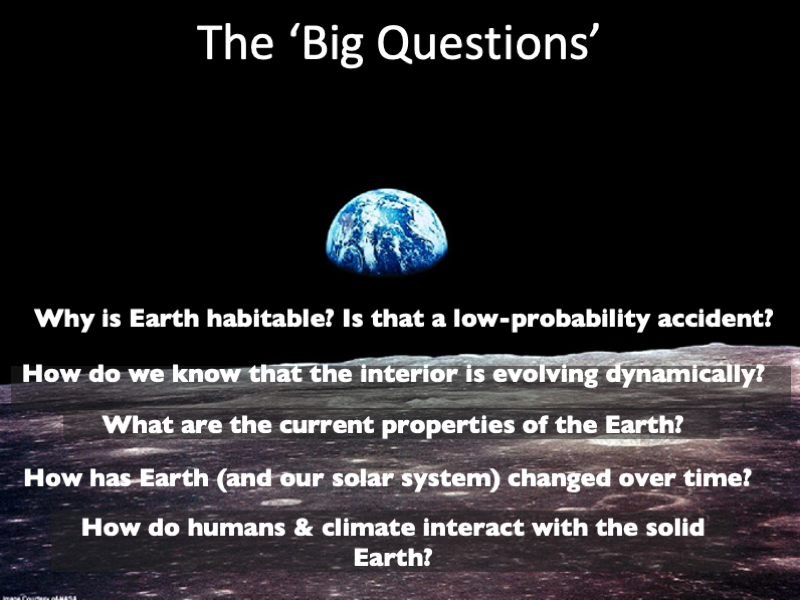 The ‘Big Questions’
Why is Earth habitable? Is that a low-probability accident?
How do we know that the interior is evolving dynamically?
What are the current properties of the Earth?
How has Earth (and our solar system) changed over time?
How do humans & climate interact with the solid
Earth?
Image Courtesy of NASA